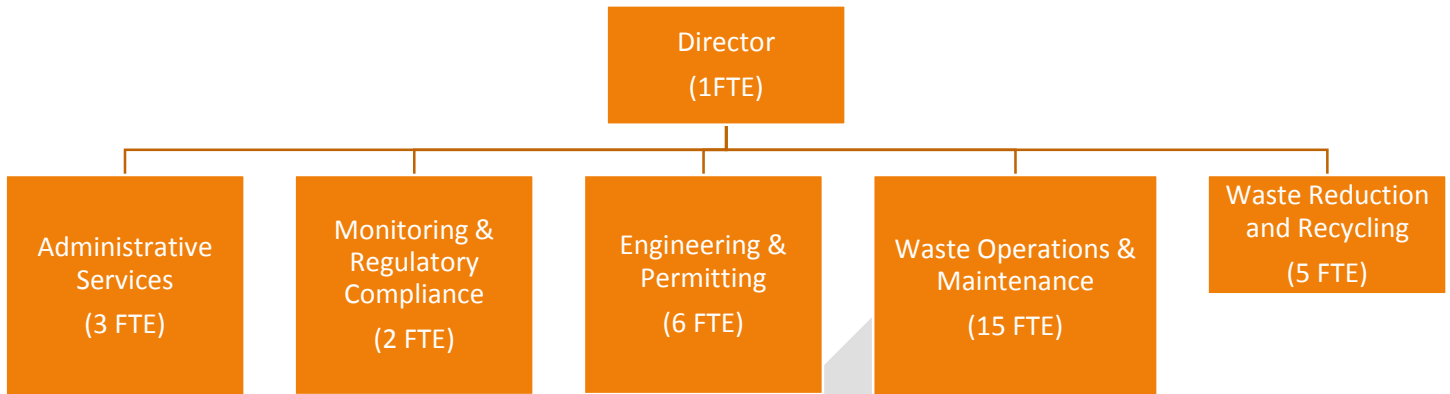 Director
(1FTE)
Administrative
Services
(3 FTE)
Monitoring &
Regulatory
Compliance
(2 FTE)
Engineering &
Permitting
(6 FTE)
Waste Operations &
Maintenance
(15 FTE)
Waste Reduction
and Recycling
(5 FTE)